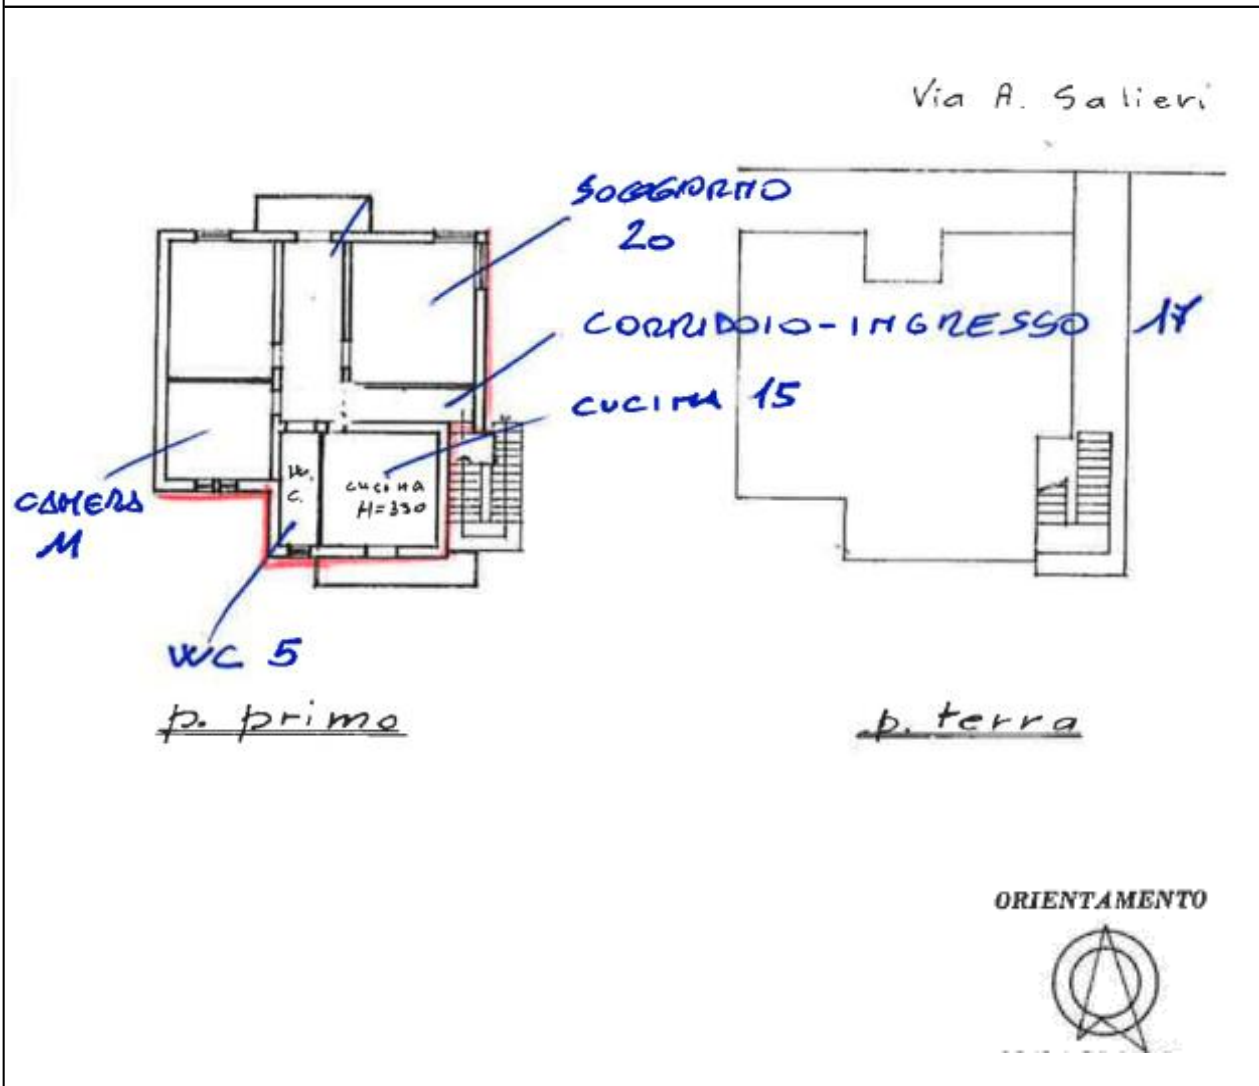 Via A. Salieri
SOGGIORNO
20
CORRIDOIO-INGRESSO 17
CUCINA 15
W.
C.
cucina
H=330
CAMERA
11
WC 5
p. primo
p. terra
ORIENTAMENTO